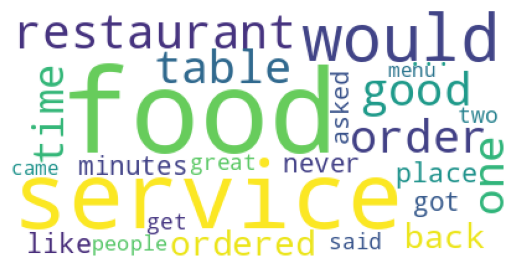 restaurant would
table
food
time
asked
menu
good
two
order
one
came
minutes
great
never
place
service
got
get
like
people
ordered
said
back